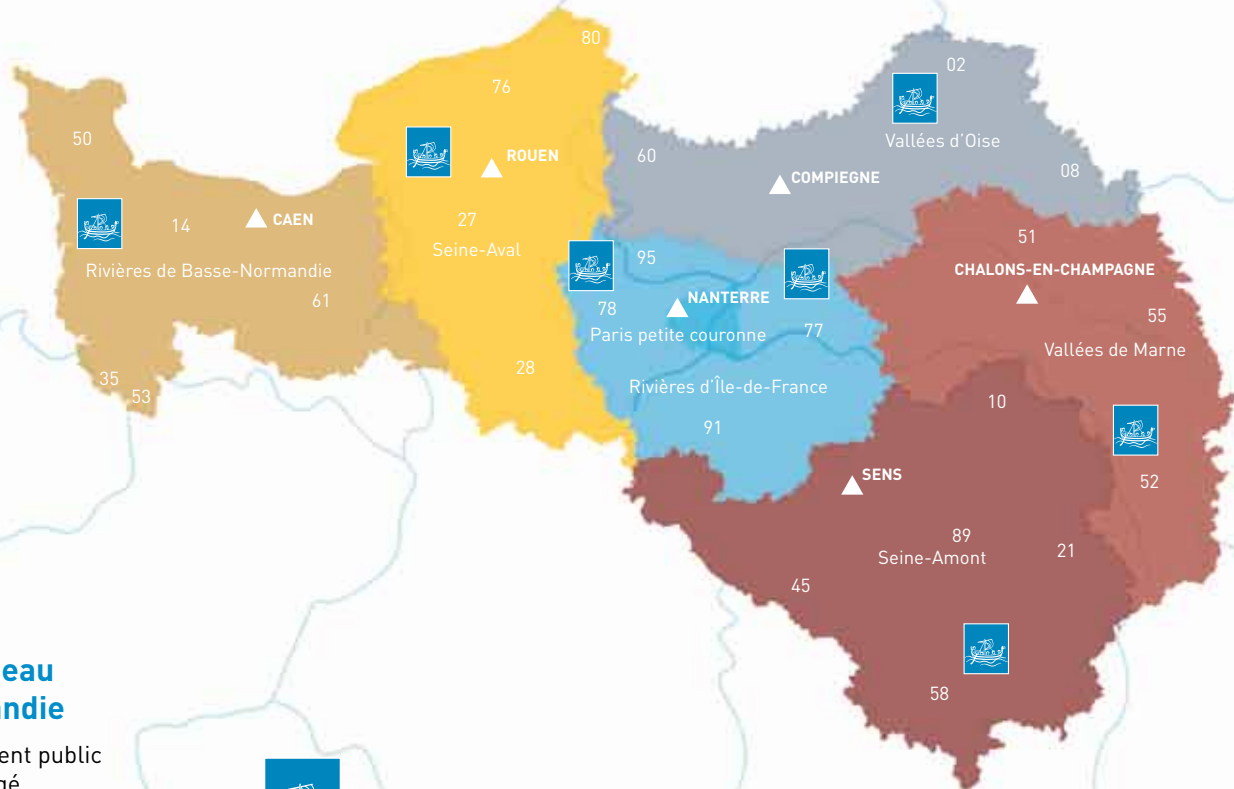 80
02
76
50
Vallées d'Oise
60
ROUEN
08
COMPIEGNE
14
CAEN
27
51
Seine-Aval
95
Rivières de Basse-Normandie
CHALONS-EN-CHAMPAGNE
61
78
NANTERRE
55
Paris petite couronne
77
Vallées de Marne
28
35
Rivières d'Île-de-France
53
10
91
SENS
52
89
21
Seine-Amont
45
eau
andie
58
ent public